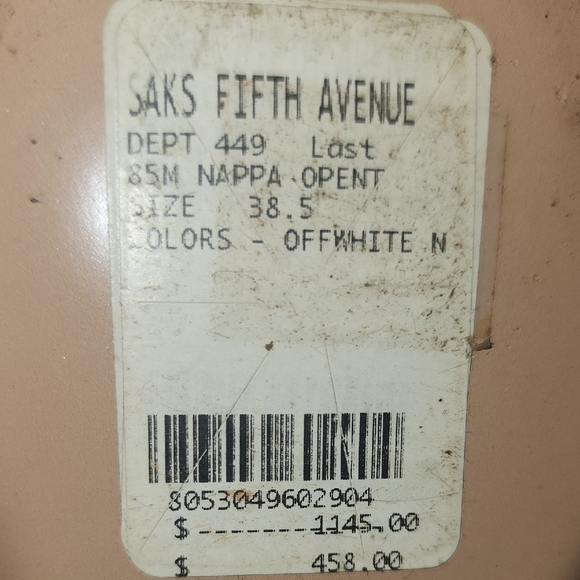 SAKS FIFTH AVENUE
DEPT 449 Last
85M NAPPA OPENT
SIZE 38.5
COLORS - OFFWHITE N
8053049602904
$ -------1145.00
$ 458.00